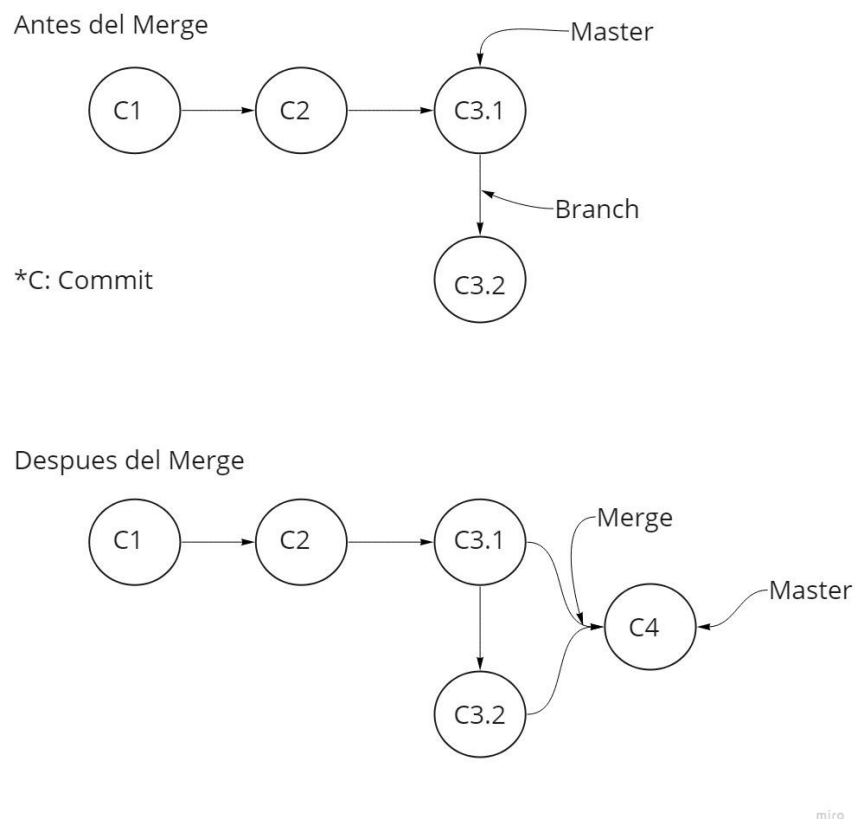 Antes del Merge
Master
C1
C2
C3.1
Branch
*C: Commit
C3.2
Despues del Merge
Merge
C1
C2
C3.1
Master
C4
C3.2
miro